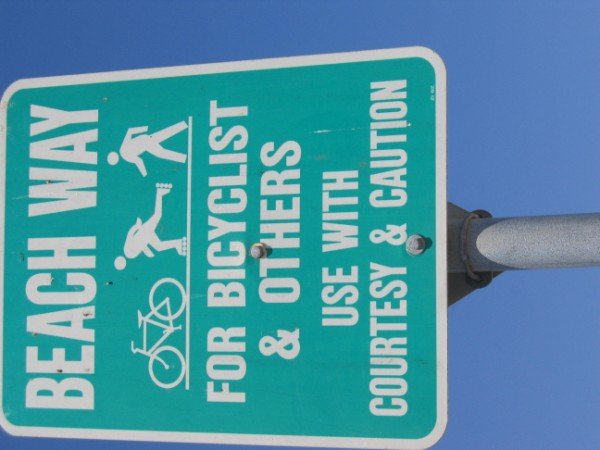 BEACH WAY
FOR BICYCLIST
& OTHERS
USE WITH
COURTESY & CAUTION